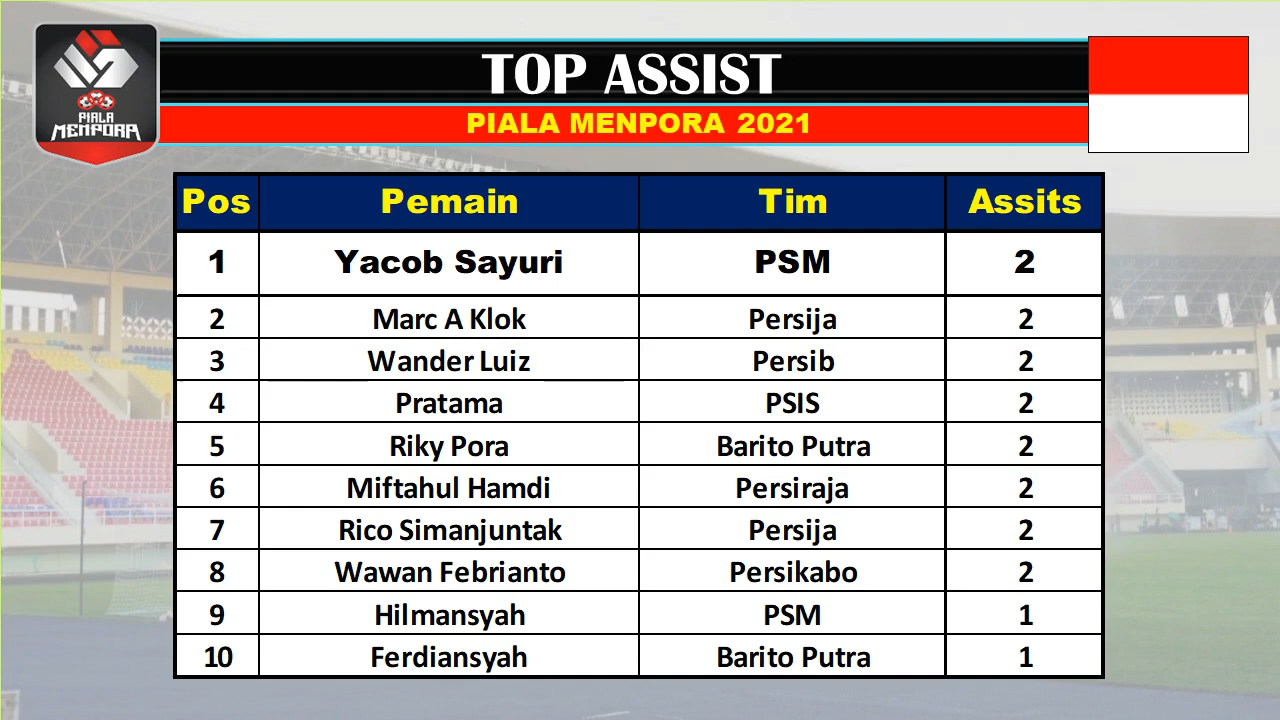 TOP ASSIST
PIALA MENPORA 2021
PIALA
MENPORA
Pos Pemain Tim Assits
1 Yacob Sayuri PSM 2
2 Marc A Klok Persija 2
3 Wander Luiz Persib 2
4 Pratama PSIS 2
5 Riky Pora Barito Putra 2
6 Miftahul Hamdi Persiraja 2
7 Rico Simanjuntak Persija 2
8 Wawan Febrianto Persikabo 2
9 Hilmansyah PSM 1
10 Ferdiansyah Barito Putra 1